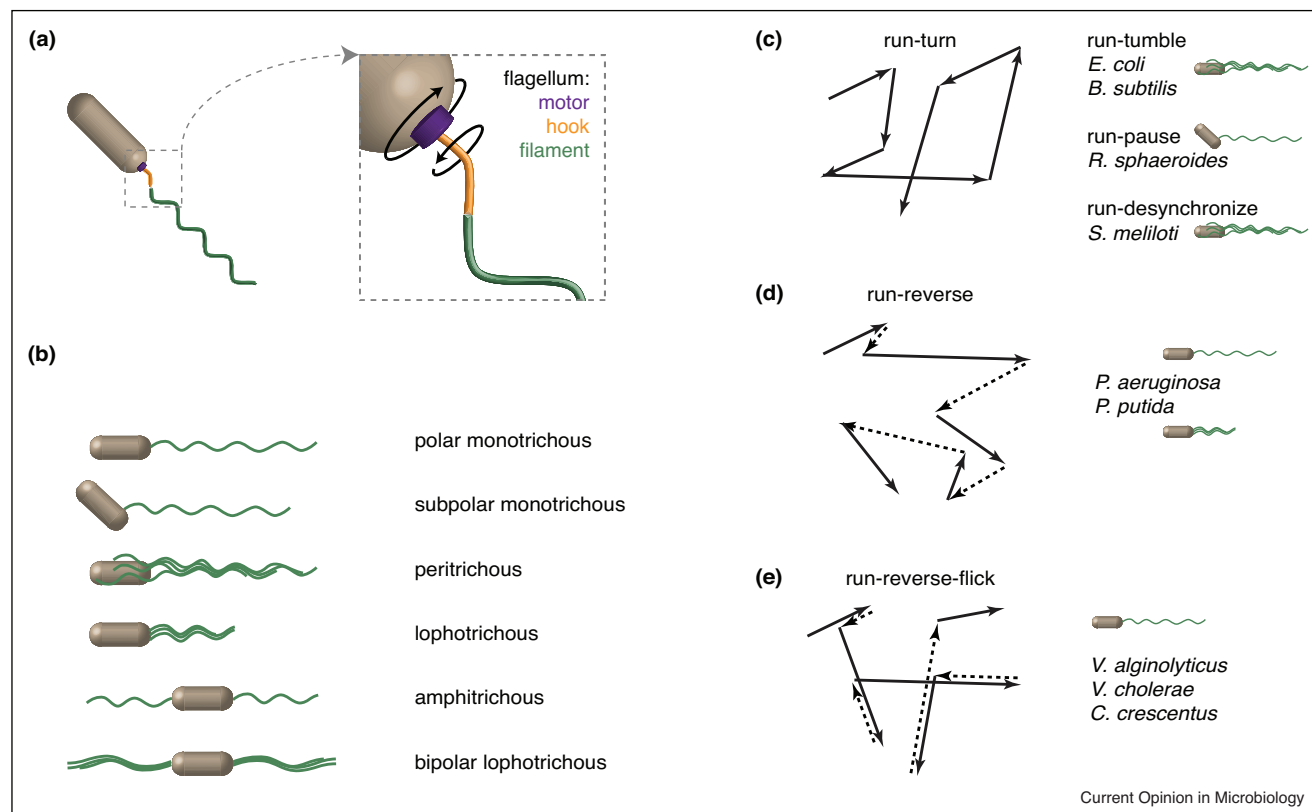 (a)
flagellum:
motor
hook
filament
(b)
polar monotrichous
subpolar monotrichous
peritrichous
lophotrichous
amphitrichous
bipolar lophotrichous
(c)
run-turn
run-tumble
E. coli
B. subtilis
run-pause
R. sphaeroides
run-desynchronize
S. meliloti
(d)
run-reverse
P. aeruginosa
P. putida
(e)
run-reverse-flick
V. alginolyticus
V. cholerae
C. crescentus
Current Opinion in Microbiology